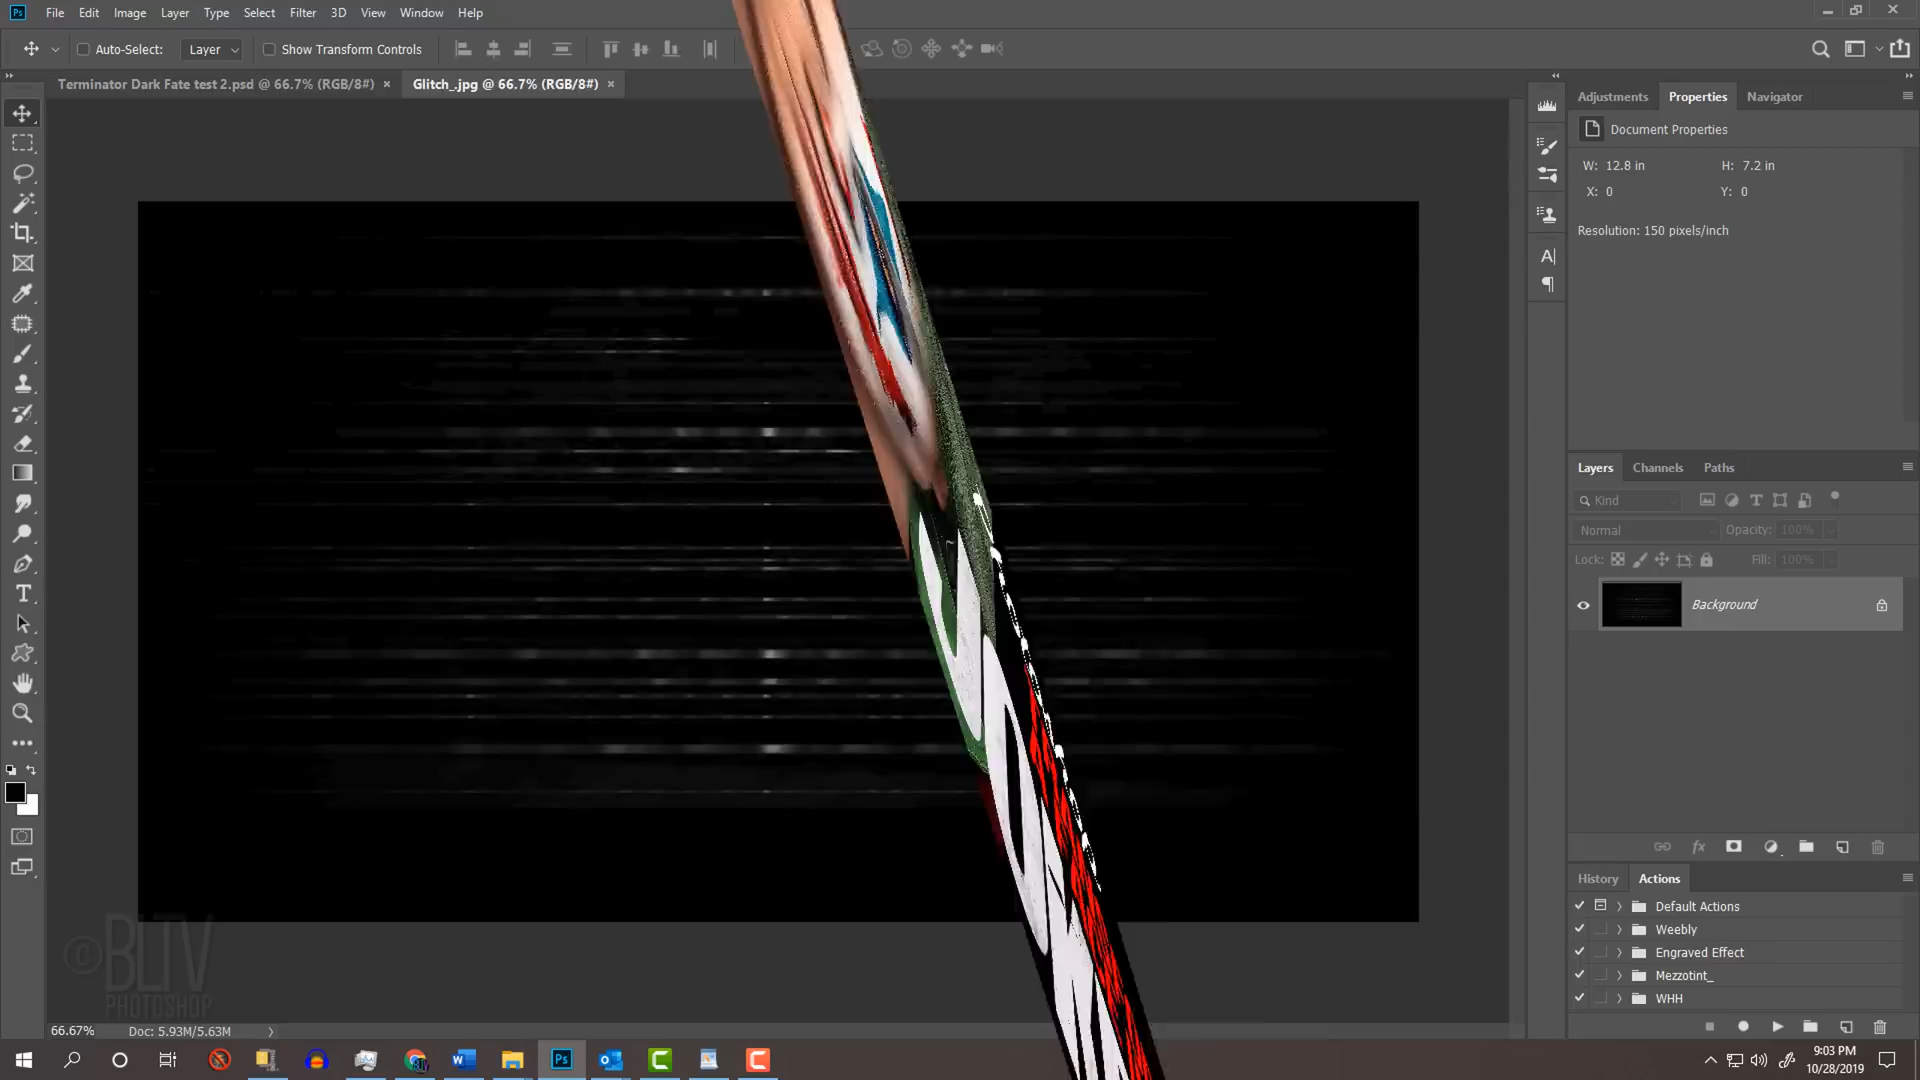 Ps File Edit Image Layer Type Select Filter 3D View Window Help
Auto-Select: Layer Show Transform Controls
Terminator Dark Fate test 2.psd @ 66.7% (RGB/8#) × Glitch_.jpg @ 66.7% (RGB/8#) ×
Adjustments Properties Navigator
Document Properties
W: 12.8 in H: 7.2 in
X: 0 Y: 0
Resolution: 150 pixels/inch
Layers Channels Paths
Kind
Normal Opacity: 100%
Lock: Fill: 100%
Background
History Actions
Default Actions
Weebly
Engraved Effect
Mezzotint_
WHH
©BLTV
PHOTOSHOP
66.67% Doc: 5.93M/5.63M
9:03 PM
10/28/2019